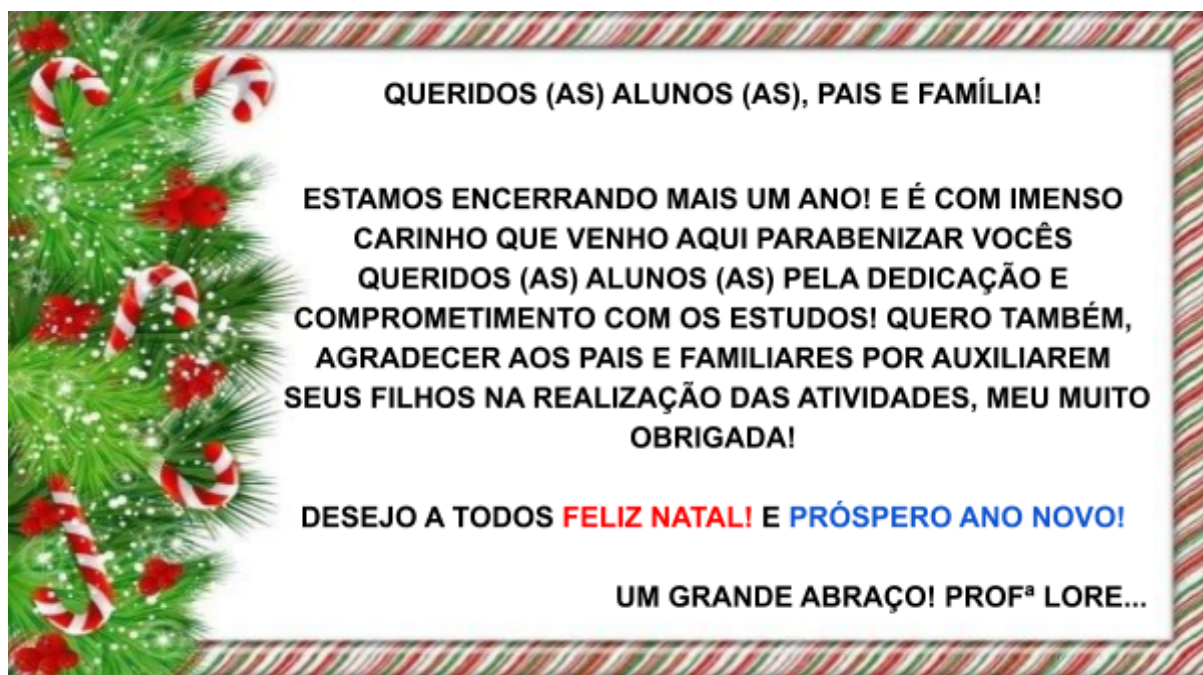 QUERIDOS (AS) ALUNOS (AS), PAIS E FAMÍLIA!
ESTAMOS ENCERRANDO MAIS UM ANO! E É COM IMENSO
CARINHO QUE VENHO AQUI PARABENIZAR VOCÊS
QUERIDOS (AS) ALUNOS (AS) PELA DEDICAÇÃO E
COMPROMETIMENTO COM OS ESTUDOS! QUERO TAMBÉM,
AGRADECER AOS PAIS E FAMILIARES POR AUXILIAREM
SEUS FILHOS NA REALIZAÇÃO DAS ATIVIDADES, MEU MUITO
OBRIGADA!
DESEJO A TODOS FELIZ NATAL! E PRÓSPERO ANO NOVO!
UM GRANDE ABRAÇO! PROFª LORE...